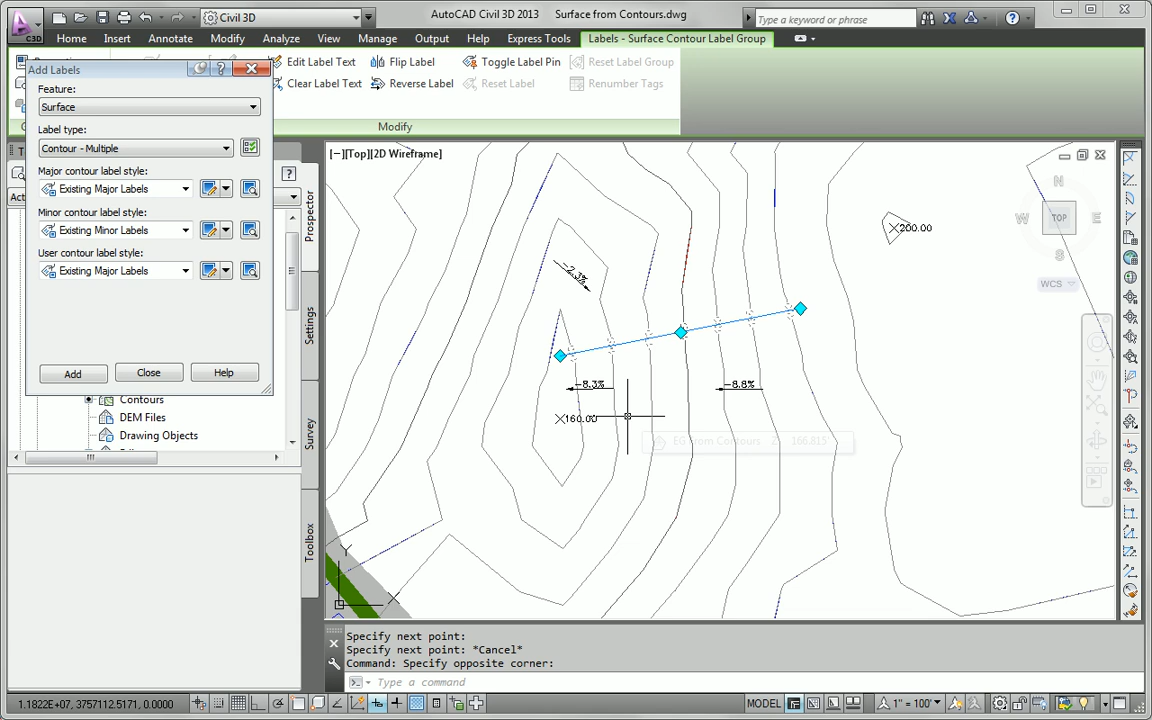 Civil 3D
AutoCAD Civil 3D 2013
Surface from Contours.dwg
Type a keyword or phrase
C3D
Home
Insert
Annotate
Modify
Analyze
View
Manage
Output
Help
Express Tools
Labels - Surface Contour Label Group
Edit Label Text
Flip Label
Toggle Label Pin
Reset Label Group
Clear Label Text
Reverse Label
Reset Label
Renumber Tags
Modify
Add Labels
Feature:
Surface
Label type:
Contour - Multiple
Major contour label style:
Existing Major Labels
Minor contour label style:
Existing Minor Labels
User contour label style:
Existing Major Labels
Add
Close
Help
Contours
DEM Files
Drawing Objects
Prospector
Settings
Survey
Toolbox
[−][Top][2D Wireframe]
N
W
TOP
E
S
WCS
200.00
-2.3%
-8.3%
-8.8%
160.00
EG from Contours Z: 166.815'
Y
X
Specify next point:
Specify next point: *Cancel*
Command: Specify opposite corner:
Type a command
1.1822E+07, 3757112.5171, 0.0000
MODEL
1" = 100'